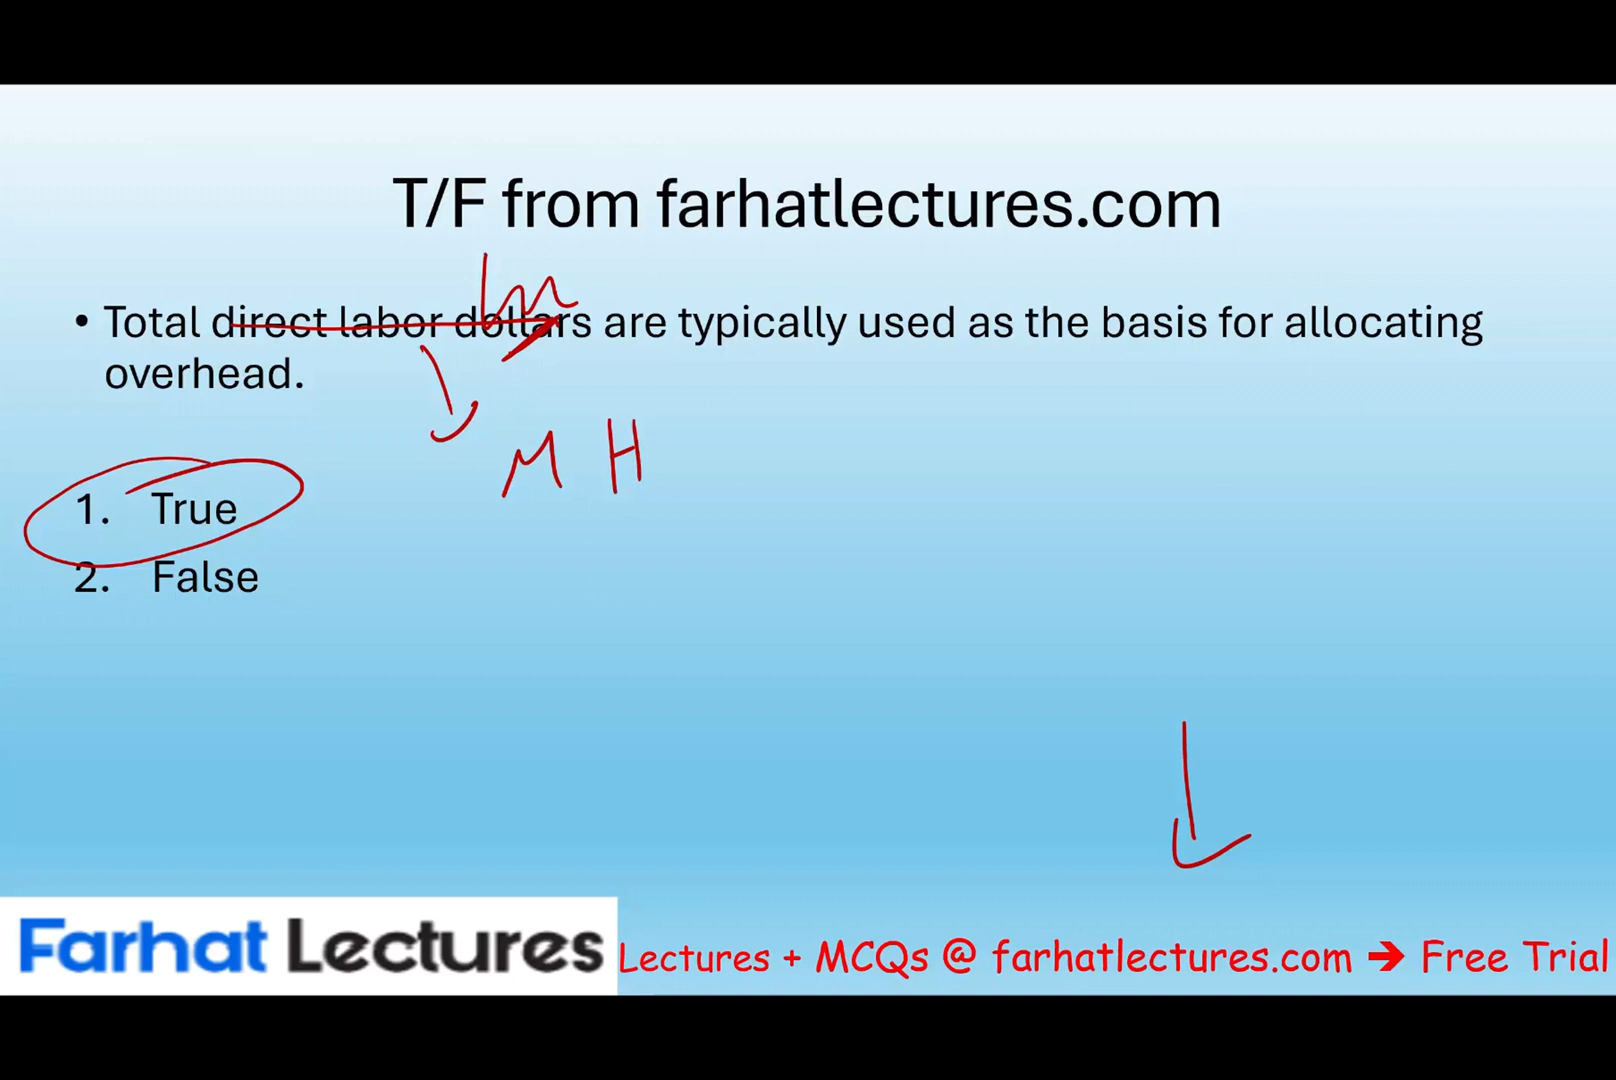 T/F from farhatlectures.com
• Total direct labor dollars are typically used as the basis for allocating
overhead.
M H
1. True
2. False
Farhat Lectures
Lectures + MCQs @ farhatlectures.com ➔ Free Trial